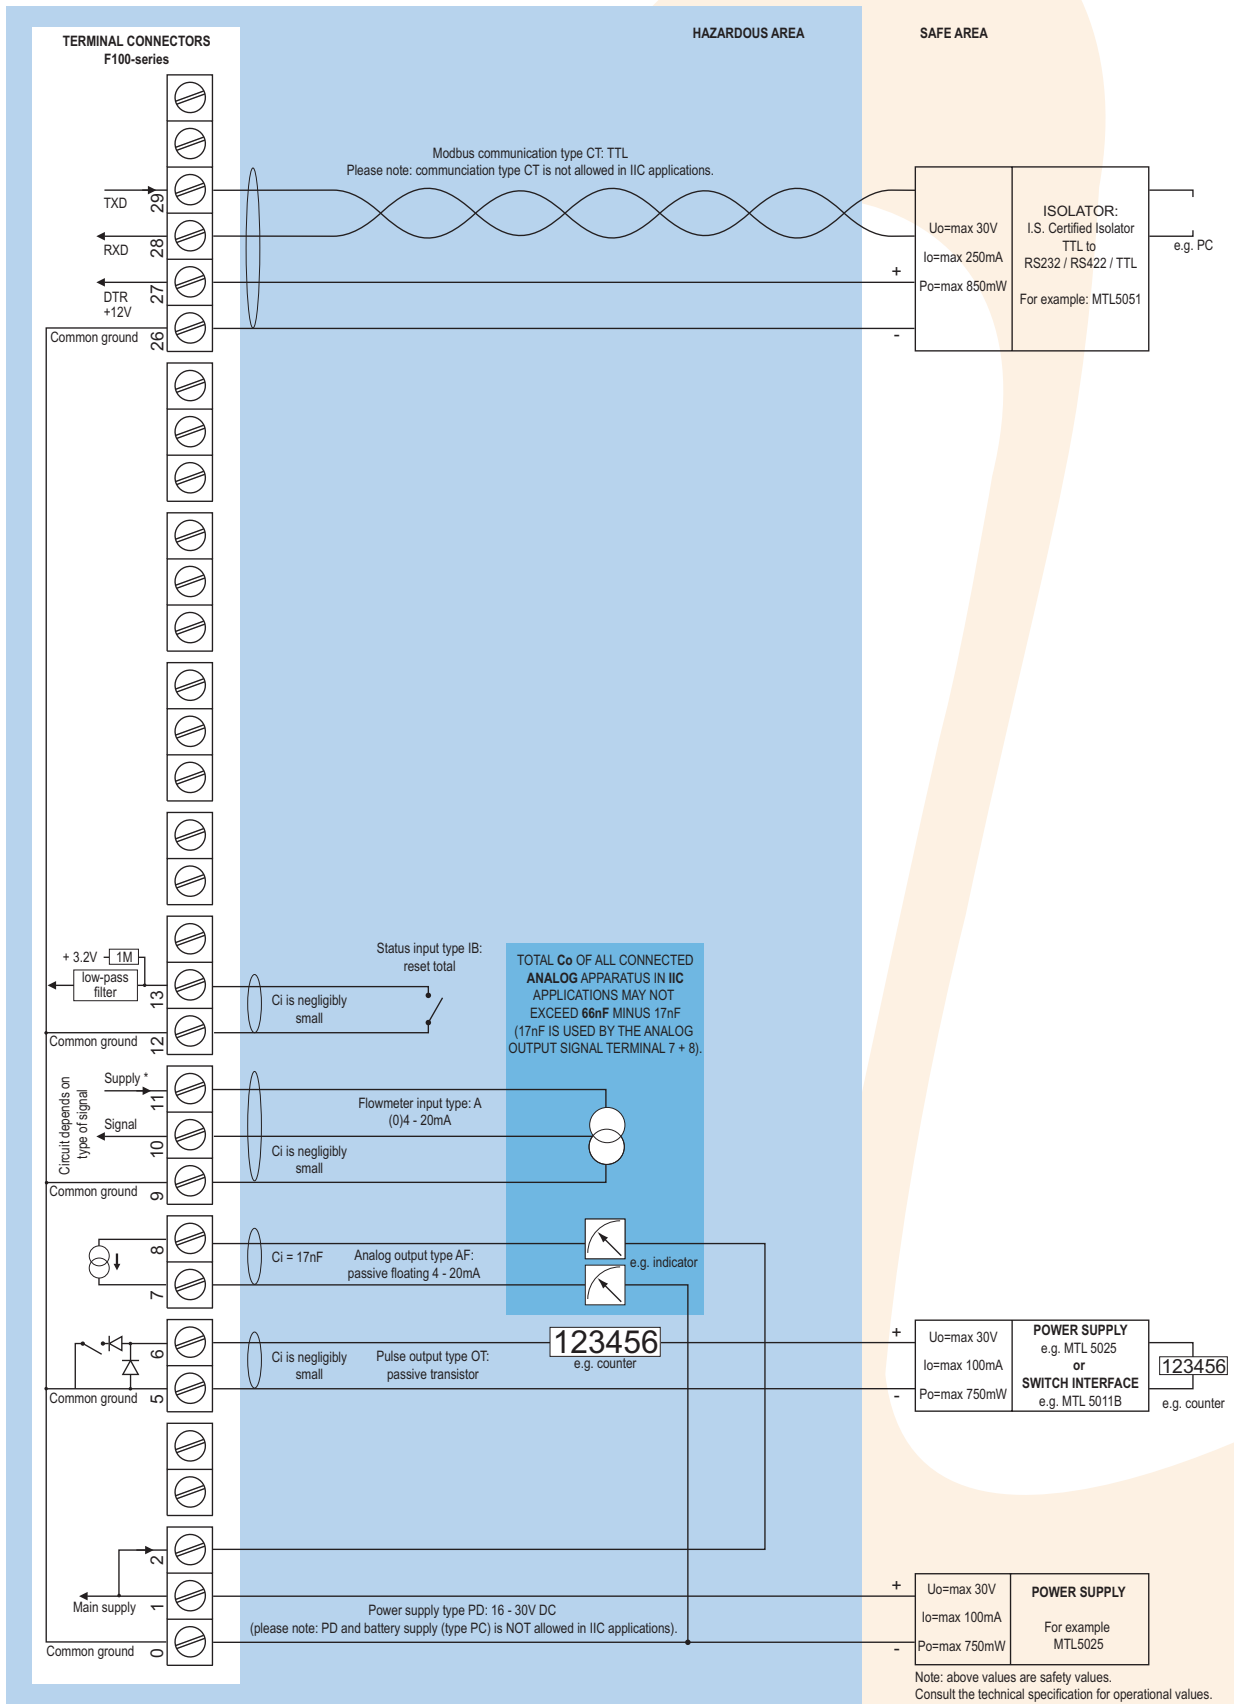 TERMINAL CONNECTORS
F100-series
HAZARDOUS AREA
SAFE AREA
Modbus communication type CT: TTL
Please note: communciation type CT is not allowed in IIC applications.
TXD
29
RXD
28
DTR
+12V
27
Common ground
26
+
-
Uo=max 30V
Io=max 250mA
Po=max 850mW
ISOLATOR:
I.S. Certified Isolator
TTL to
RS232 / RS422 / TTL
For example: MTL5051
e.g. PC
+ 3.2V
1M
low-pass
filter
13
Common ground
12
Ci is negligibly
small
Status input type IB:
reset total
TOTAL Co OF ALL CONNECTED
ANALOG APPARATUS IN IIC
APPLICATIONS MAY NOT
EXCEED 66nF MINUS 17nF
(17nF IS USED BY THE ANALOG
OUTPUT SIGNAL TERMINAL 7 + 8).
Circuit depends on
type of signal
Supply *
11
Signal
10
Common ground
9
Flowmeter input type: A
(0)4 - 20mA
Ci is negligibly
small
8
7
Ci = 17nF
Analog output type AF:
passive floating 4 - 20mA
e.g. indicator
6
Common ground
5
Ci is negligibly
small
Pulse output type OT:
passive transistor
123456
e.g. counter
+
-
Uo=max 30V
Io=max 100mA
Po=max 750mW
POWER SUPPLY
e.g. MTL 5025
or
SWITCH INTERFACE
e.g. MTL 5011B
123456
e.g. counter
2
Main supply
1
Common ground
0
Power supply type PD: 16 - 30V DC
(please note: PD and battery supply (type PC) is NOT allowed in IIC applications).
+
-
Uo=max 30V
Io=max 100mA
Po=max 750mW
POWER SUPPLY
For example
MTL5025
Note: above values are safety values.
Consult the technical specification for operational values.